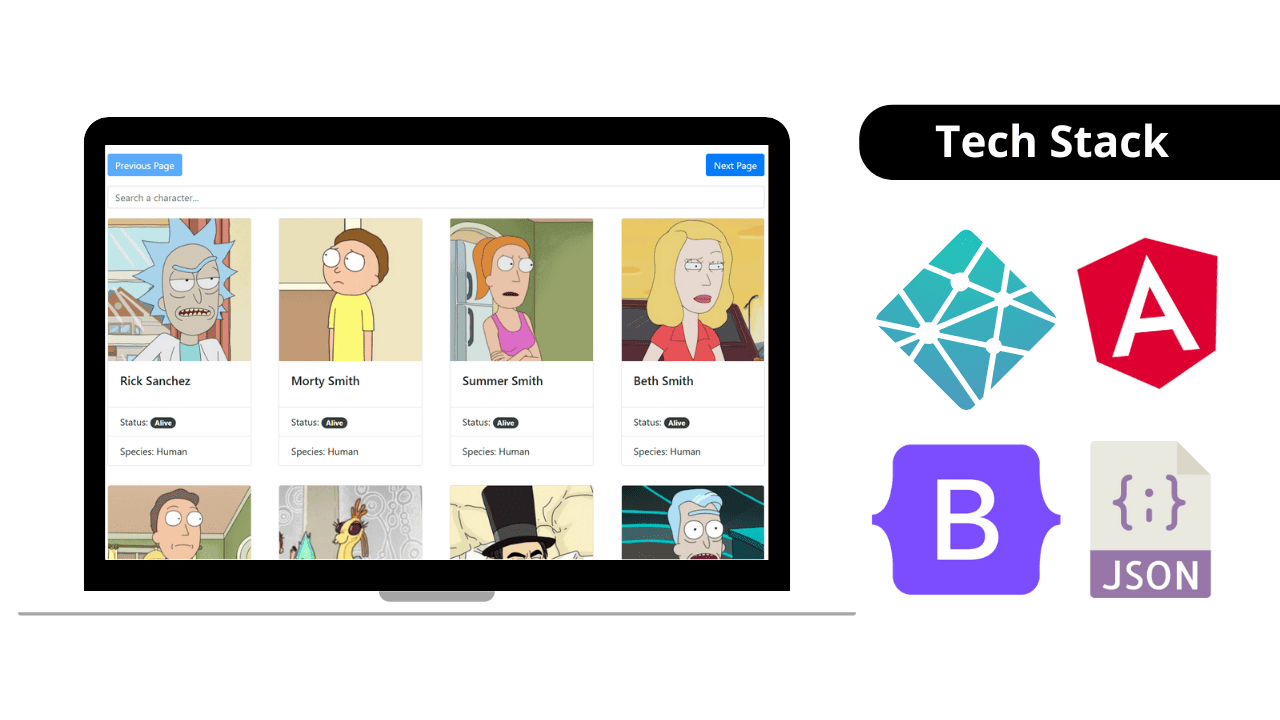 Tech Stack
Previous Page
Next Page
Search a character...
Rick Sanchez
Status: Alive
Species: Human
Morty Smith
Status: Alive
Species: Human
Summer Smith
Status: Alive
Species: Human
Beth Smith
Status: Alive
Species: Human
A
B
{;}
JSON